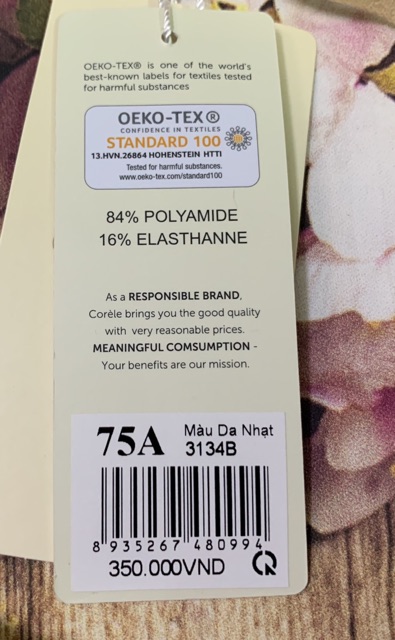 OEKO-TEX® is one of the world's
best-known labels for textiles tested
for harmful substances
OEKO-TEX®
CONFIDENCE IN TEXTILES
STANDARD 100
13.HVN.26864 HOHENSTEIN HTTI
Tested for harmful substances.
www.oeko-tex.com/standard100
84% POLYAMIDE
16% ELASTHANNE
As a RESPONSIBLE BRAND,
Corèle brings you the good quality
with very reasonable prices.
MEANINGFUL COMSUMPTION -
Your benefits are our mission.
75A
Màu Da Nhạt
3134B
8 935267 480994
350.000VND